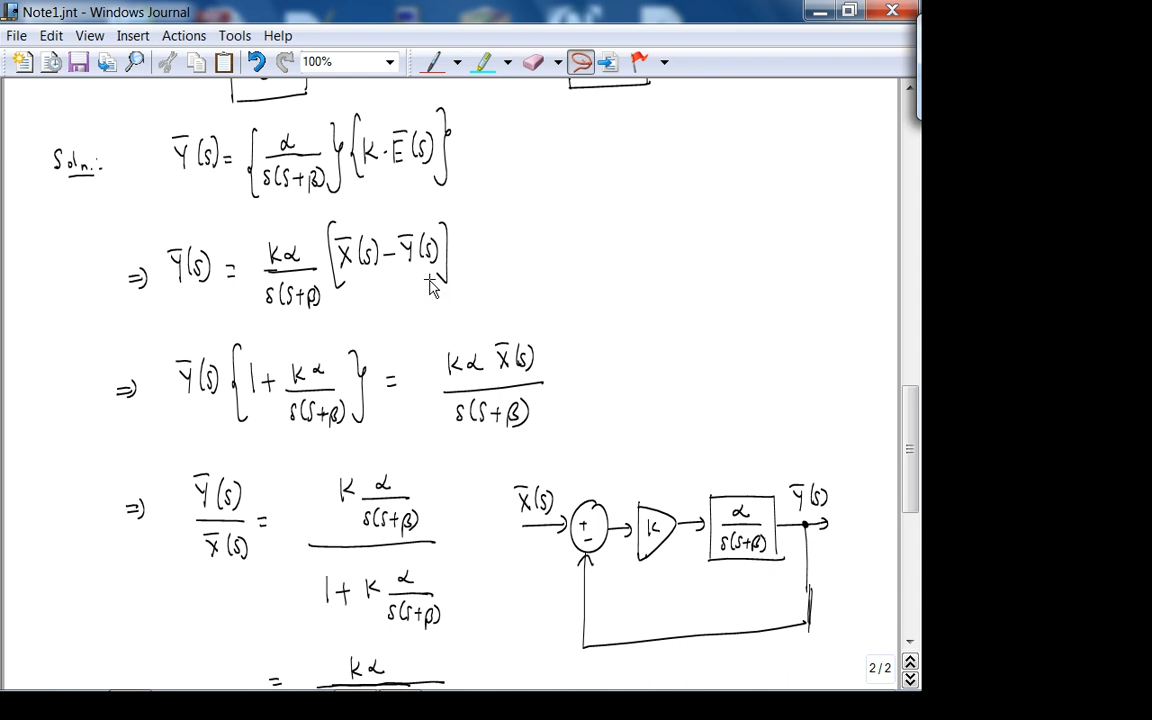 Note1.jnt - Windows Journal
File Edit View Insert Actions Tools Help
100%
Soln.:
Ȳ(s) = {α / s(s+β)} {K · Ē(s)}
⇒ Ȳ(s) = Kα / s(s+β) [X̄(s) − Ȳ(s)]
⇒ Ȳ(s) {1 + Kα / s(s+β)} = Kα X̄(s) / s(s+β)
⇒ Ȳ(s) / X̄(s) = K α / s(s+β)
1 + K α / s(s+β)
= Kα
X̄(s) + − K α / s(s+β) Ȳ(s)
2 / 2